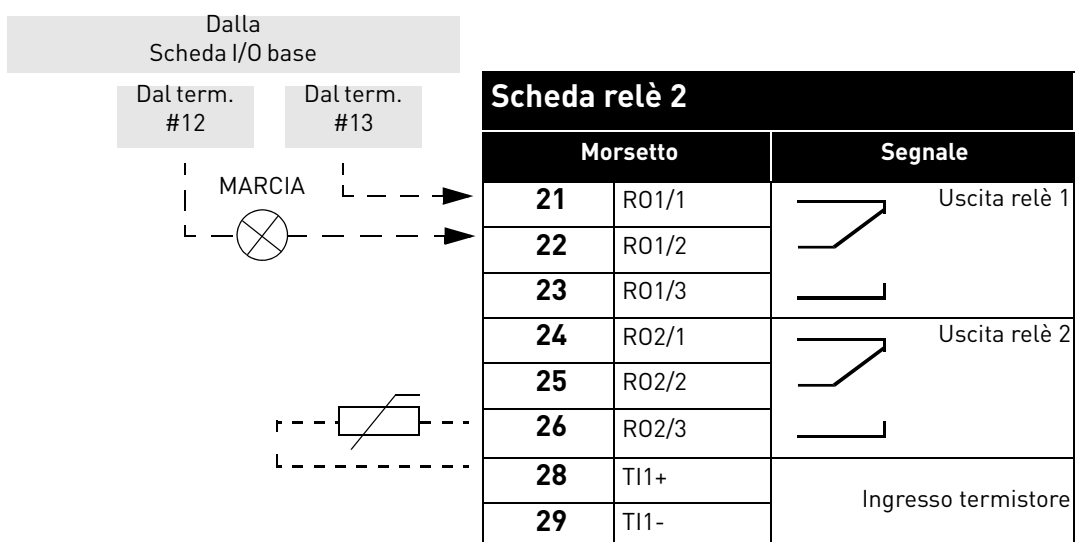 Dalla
Scheda I/O base
Dal term.
#12
Dal term.
#13
MARCIA
Scheda relè 2
Morsetto Segnale
21 RO1/1 Uscita relè 1
22 RO1/2
23 RO1/3
24 RO2/1 Uscita relè 2
25 RO2/2
26 RO2/3
28 TI1+
Ingresso termistore
29 TI1-